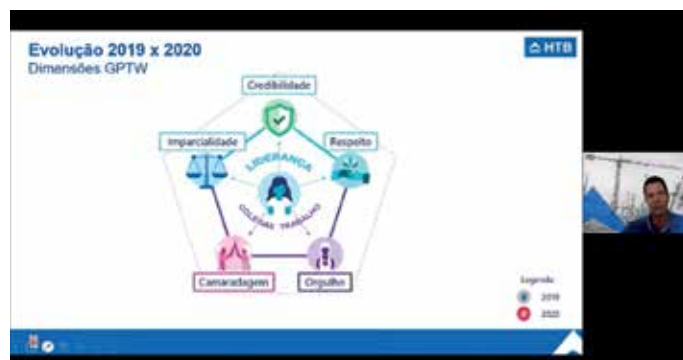 Evolução 2019 x 2020
Dimensões GPTW
HTB
Credibilidade
Imparcialidade
Respeito
LIDERANÇA
COLEGAS TRABALHO
Camaradagem
Orgulho
Legenda:
2019
2020